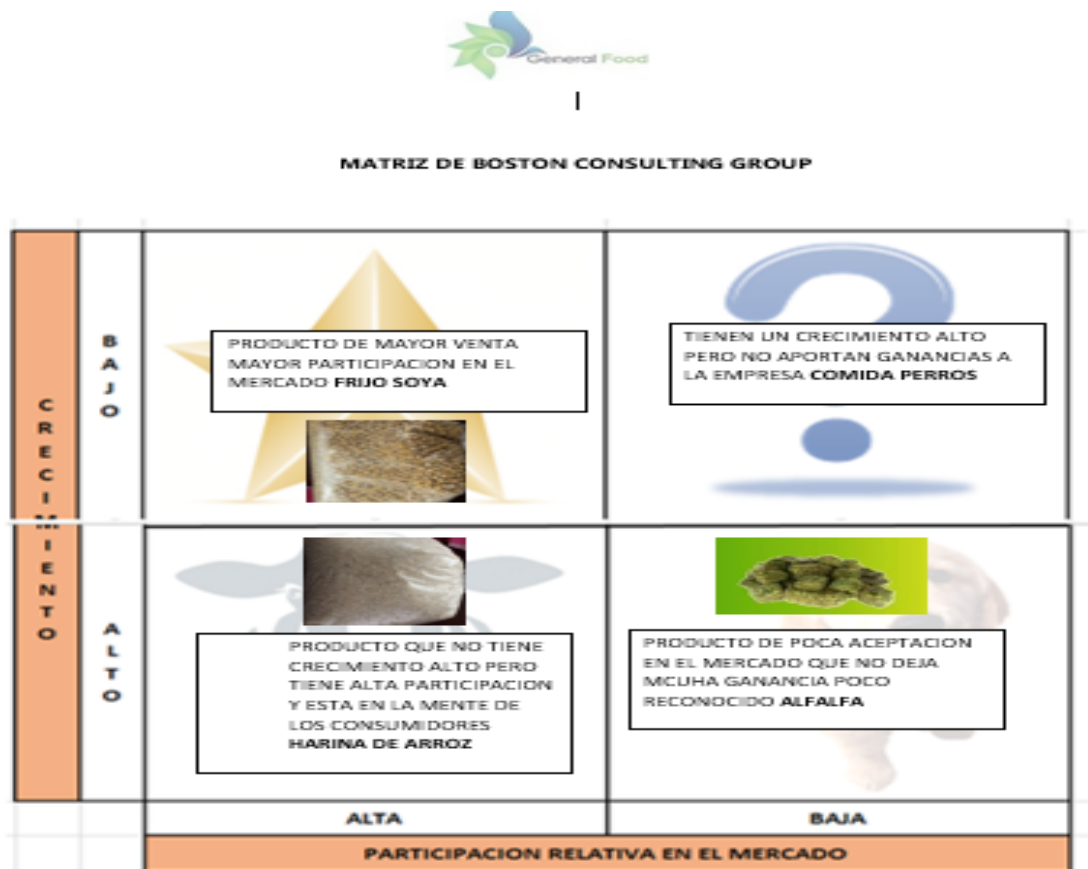 General Food
MATRIZ DE BOSTON CONSULTING GROUP
CRECIMIENTO
BAJO
PRODUCTO DE MAYOR VENTA
MAYOR PARTICIPACION EN EL
MERCADO FRIJO SOYA
TIENEN UN CRECIMIENTO ALTO
PERO NO APORTAN GANANCIAS A
LA EMPRESA COMIDA PERROS
ALTO
PRODUCTO QUE NO TIENE
CRECIMIENTO ALTO PERO
TIENE ALTA PARTICIPACION
Y ESTA EN LA MENTE DE
LOS CONSUMIDORES
HARINA DE ARROZ
PRODUCTO DE POCA ACEPTACION
EN EL MERCADO QUE NO DEJA
MCUHA GANANCIA POCO
RECONOCIDO ALFALFA
ALTA
BAJA
PARTICIPACION RELATIVA EN EL MERCADO